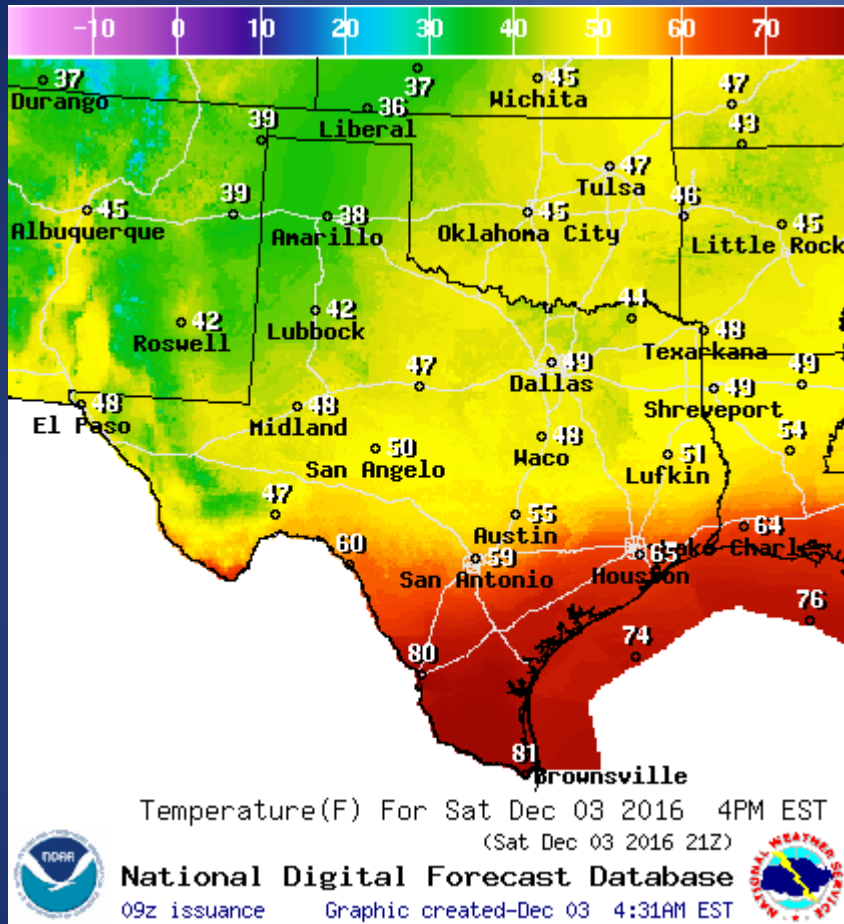 -10 0 10 20 30 40 50 60 70
37
Durango
37
45
Wichita
47
36
Liberal
39
43
47
Tulsa
39
45
Albuquerque
38
Amarillo
45
Oklahoma City
46
45
Little Rock
42
Roswell
42
Lubbock
44
48
Texarkana
47
49
Dallas
49
Shreveport
49
48
El Paso
48
Midland
50
San Angelo
48
Waco
51
Lufkin
54
47
55
Austin
64
Lake Charles
60
59
San Antonio
65
Houston
76
74
80
81
Brownsville
Temperature(F) For Sat Dec 03 2016 4PM EST
(Sat Dec 03 2016 21Z)
National Digital Forecast Database
09z issuance Graphic created-Dec 03 4:31AM EST
NOAA
NATIONAL WEATHER SERVICE